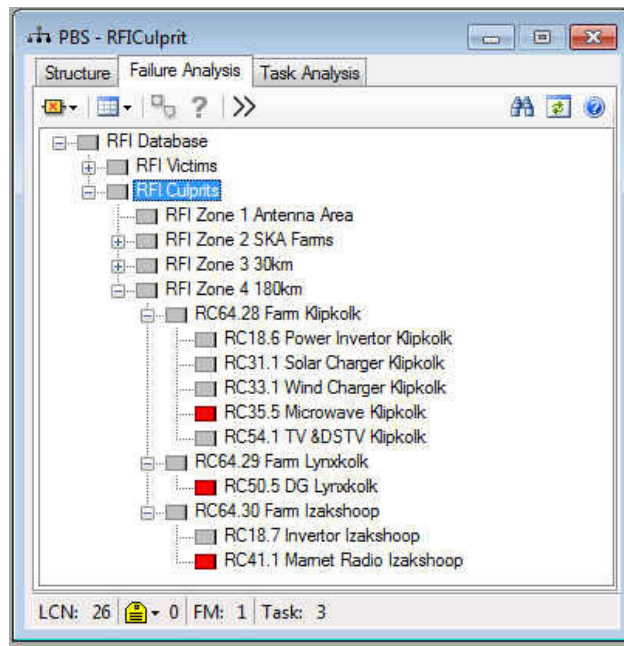 PBS - RFICulprit
Structure Failure Analysis Task Analysis
RFI Database
RFI Victims
RFI Culprits
RFI Zone 1 Antenna Area
RFI Zone 2 SKA Farms
RFI Zone 3 30km
RFI Zone 4 180km
RC64.28 Farm Klipkolk
RC18.6 Power Invertor Klipkolk
RC31.1 Solar Charger Klipkolk
RC33.1 Wind Charger Klipkolk
RC35.5 Microwave Klipkolk
RC54.1 TV &DSTV Klipkolk
RC64.29 Farm Lynxkolk
RC50.5 DG Lynxkolk
RC64.30 Farm Izakshoop
RC18.7 Invertor Izakshoop
RC41.1 Marnet Radio Izakshoop
LCN: 26 0 FM: 1 Task: 3